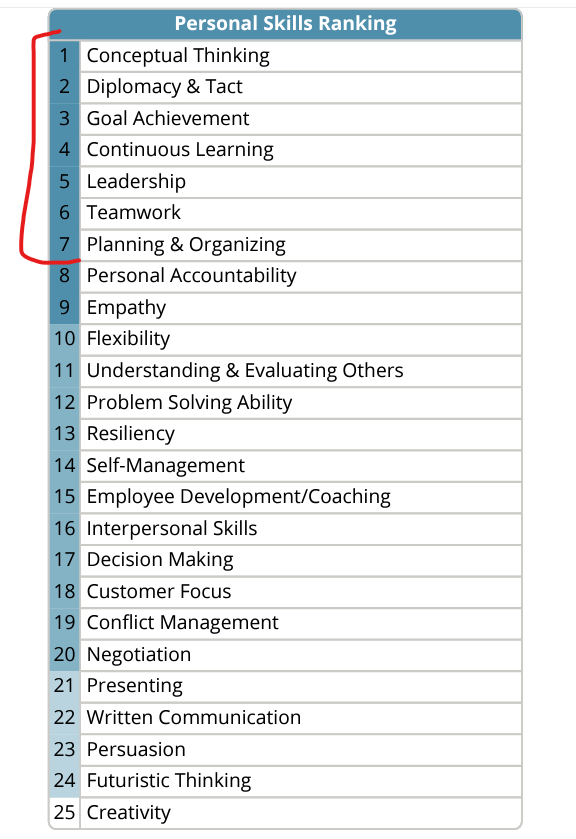 Personal Skills Ranking
1 Conceptual Thinking
2 Diplomacy & Tact
3 Goal Achievement
4 Continuous Learning
5 Leadership
6 Teamwork
7 Planning & Organizing
8 Personal Accountability
9 Empathy
10 Flexibility
11 Understanding & Evaluating Others
12 Problem Solving Ability
13 Resiliency
14 Self-Management
15 Employee Development/Coaching
16 Interpersonal Skills
17 Decision Making
18 Customer Focus
19 Conflict Management
20 Negotiation
21 Presenting
22 Written Communication
23 Persuasion
24 Futuristic Thinking
25 Creativity